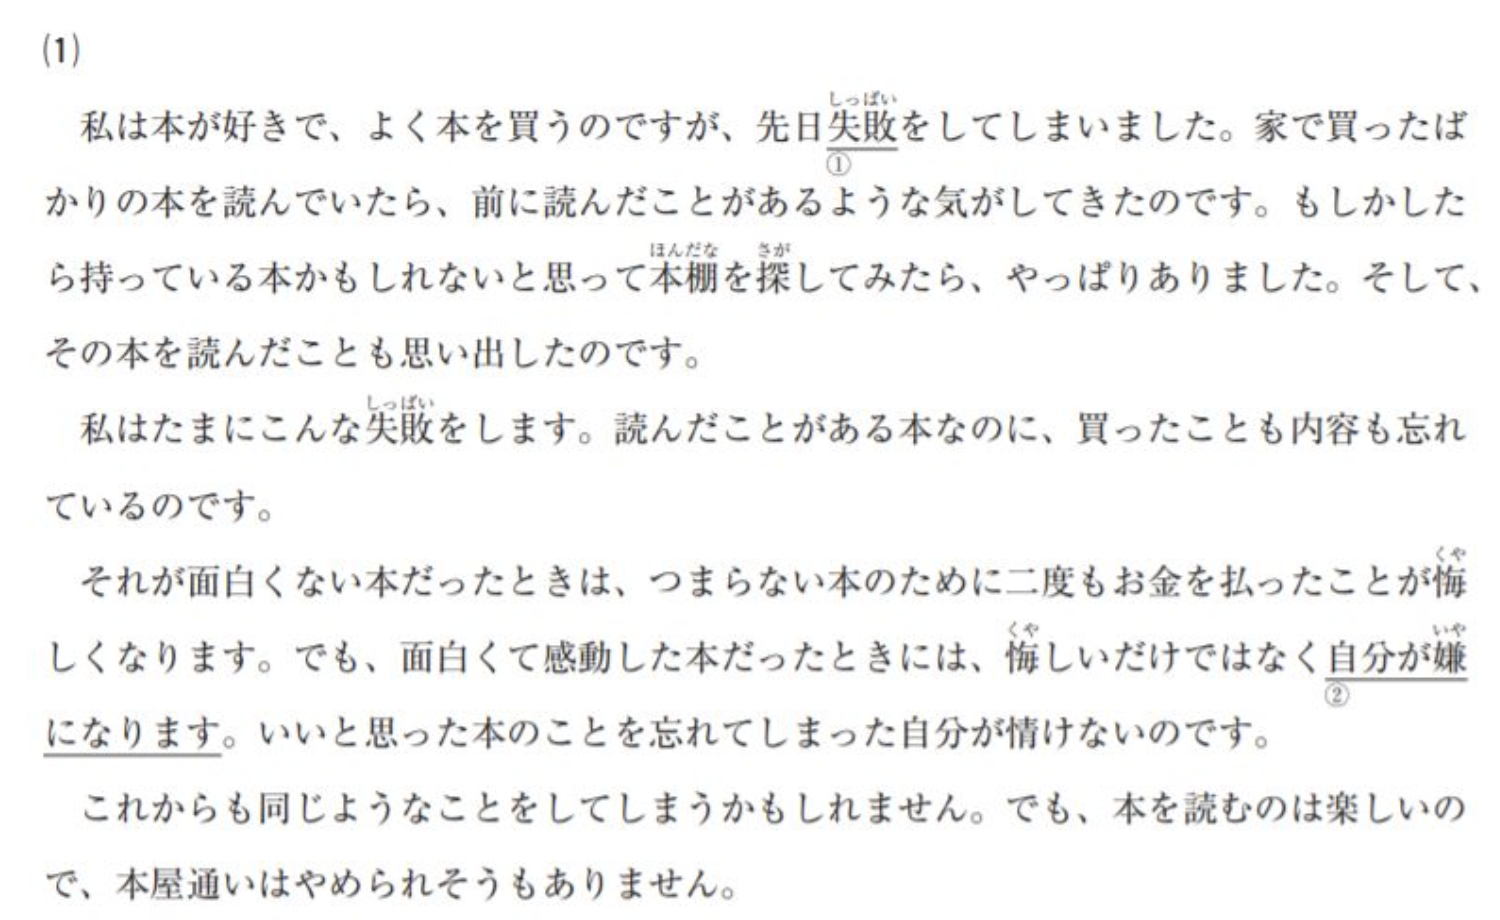 (1)
私は本が好きで、よく本を買うのですが、先日失敗をしてしまいました。家で買ったば
しっぱい
①
かりの本を読んでいたら、前に読んだことがあるような気がしてきたのです。もしかした
ら持っている本かもしれないと思って本棚を探してみたら、やっぱりありました。そして、
ほんだな さが
その本を読んだことも思い出したのです。
私はたまにこんな失敗をします。読んだことがある本なのに、買ったことも内容も忘れ
しっぱい
ているのです。
それが面白くない本だったときは、つまらない本のために二度もお金を払ったことが悔
くや
しくなります。でも、面白くて感動した本だったときには、悔しいだけではなく自分が嫌
くや いや
②
になります。いいと思った本のことを忘れてしまった自分が情けないのです。
これからも同じようなことをしてしまうかもしれません。でも、本を読むのは楽しいの
で、本屋通いはやめられそうもありません。